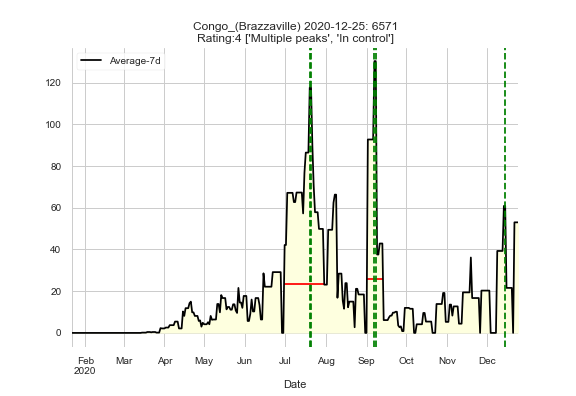 Congo_(Brazzaville) 2020-12-25: 6571
Rating:4 ['Multiple peaks', 'In control']
Average-7d
120
100
80
60
40
20
0
Feb Mar Apr May Jun Jul Aug Sep Oct Nov Dec
2020
Date